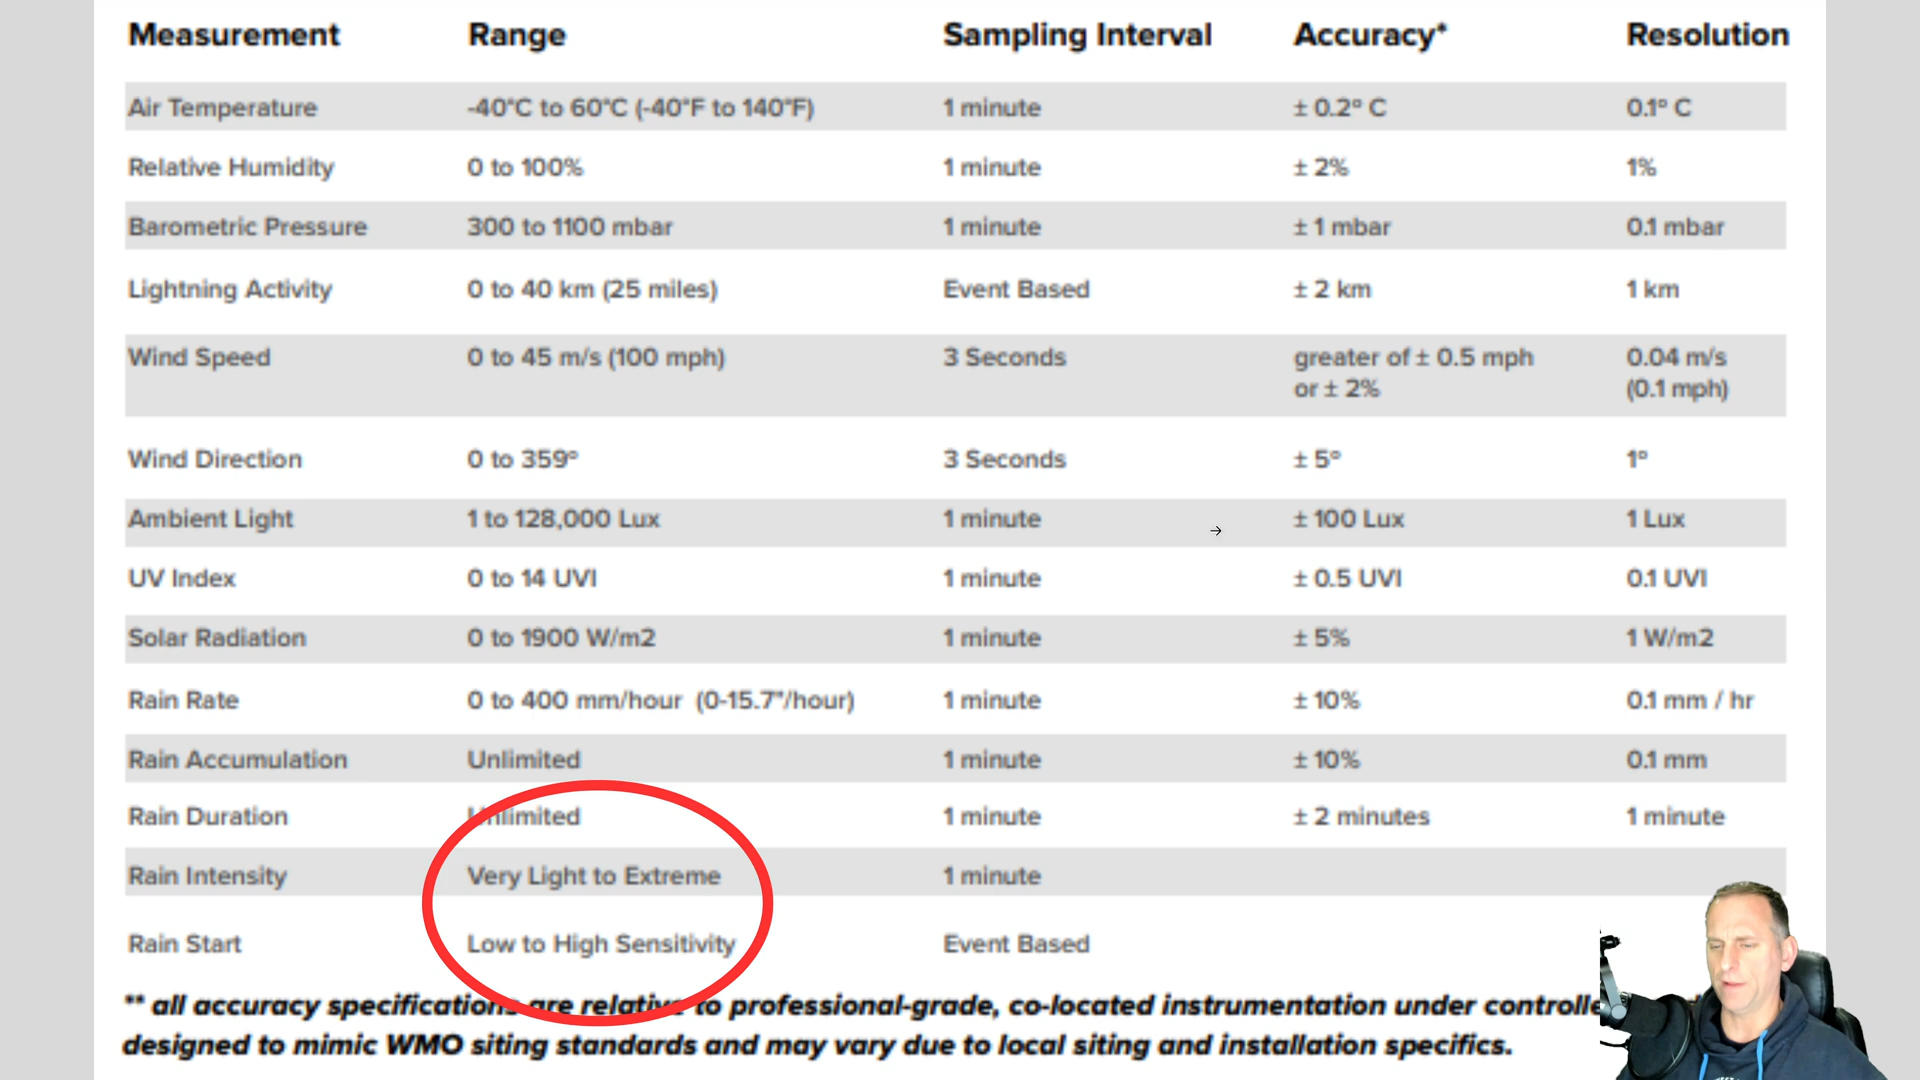 Measurement Range Sampling Interval Accuracy* Resolution
Air Temperature -40°C to 60°C (-40°F to 140°F) 1 minute ± 0.2º C 0.1º C
Relative Humidity 0 to 100% 1 minute ± 2% 1%
Barometric Pressure 300 to 1100 mbar 1 minute ± 1 mbar 0.1 mbar
Lightning Activity 0 to 40 km (25 miles) Event Based ± 2 km 1 km
Wind Speed 0 to 45 m/s (100 mph) 3 Seconds greater of ± 0.5 mph 0.04 m/s
or ± 2% (0.1 mph)
Wind Direction 0 to 359º 3 Seconds ± 5º 1º
Ambient Light 1 to 128,000 Lux 1 minute ± 100 Lux 1 Lux
UV Index 0 to 14 UVI 1 minute ± 0.5 UVI 0.1 UVI
Solar Radiation 0 to 1900 W/m2 1 minute ± 5% 1 W/m2
Rain Rate 0 to 400 mm/hour (0-15.7"/hour) 1 minute ± 10% 0.1 mm / hr
Rain Accumulation Unlimited 1 minute ± 10% 0.1 mm
Rain Duration Unlimited 1 minute ± 2 minutes 1 minute
Rain Intensity Very Light to Extreme 1 minute
Rain Start Low to High Sensitivity Event Based
** all accuracy specifications are relative to professional-grade, co-located instrumentation under controlle
designed to mimic WMO siting standards and may vary due to local siting and installation specifics.